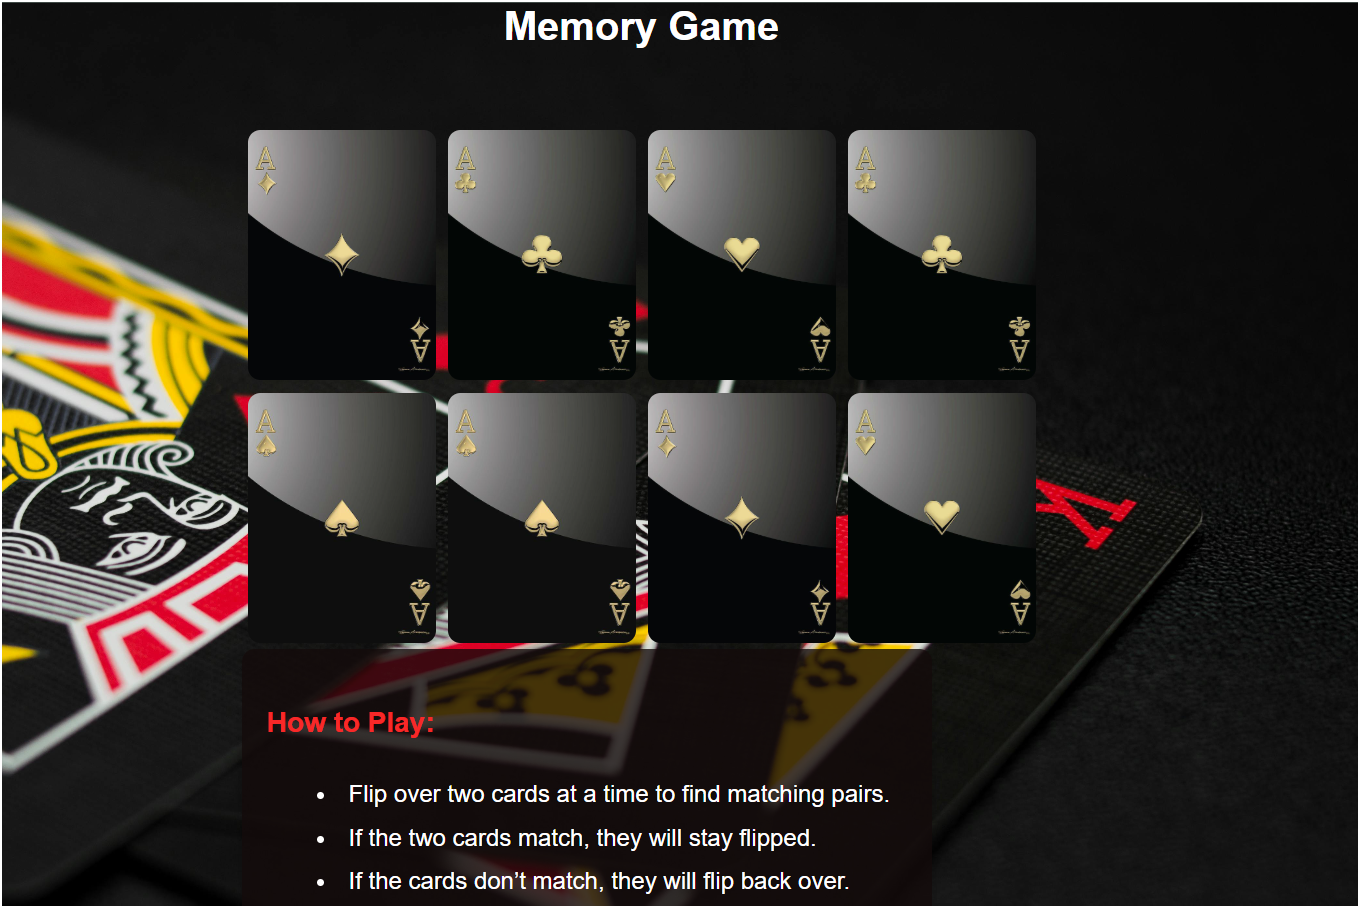 Memory Game
A A A A
A A A A
A A A A
A A A A
K
How to Play:
• Flip over two cards at a time to find matching pairs.
• If the two cards match, they will stay flipped.
• If the cards don’t match, they will flip back over.